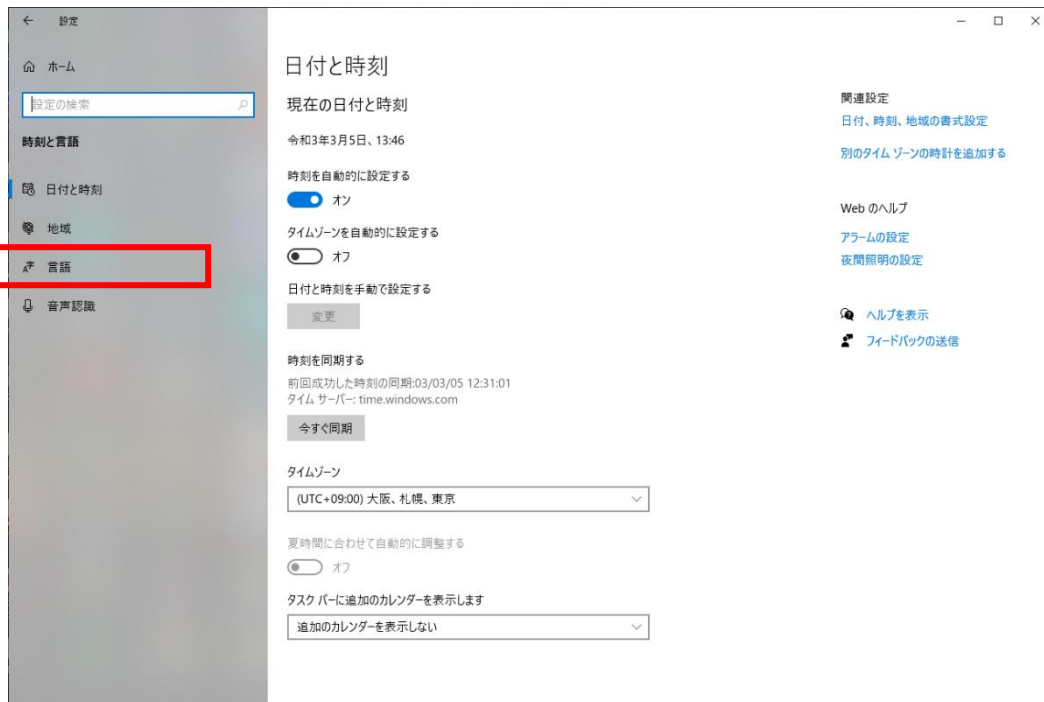 設定
ホーム
設定の検索
時刻と言語
日付と時刻
地域
言語
音声認識
日付と時刻
現在の日付と時刻
令和3年3月5日、13:46
時刻を自動的に設定する
オン
タイムゾーンを自動的に設定する
オフ
日付と時刻を手動で設定する
変更
時刻を同期する
前回成功した時刻の同期:03/03/05 12:31:01
タイム サーバー: time.windows.com
今すぐ同期
タイムゾーン
(UTC+09:00) 大阪、札幌、東京
夏時間に合わせて自動的に調整する
オフ
タスク バーに追加のカレンダーを表示します
追加のカレンダーを表示しない
関連設定
日付、時刻、地域の書式設定
別のタイム ゾーンの時計を追加する
Web のヘルプ
アラームの設定
夜間照明の設定
ヘルプを表示
フィードバックの送信